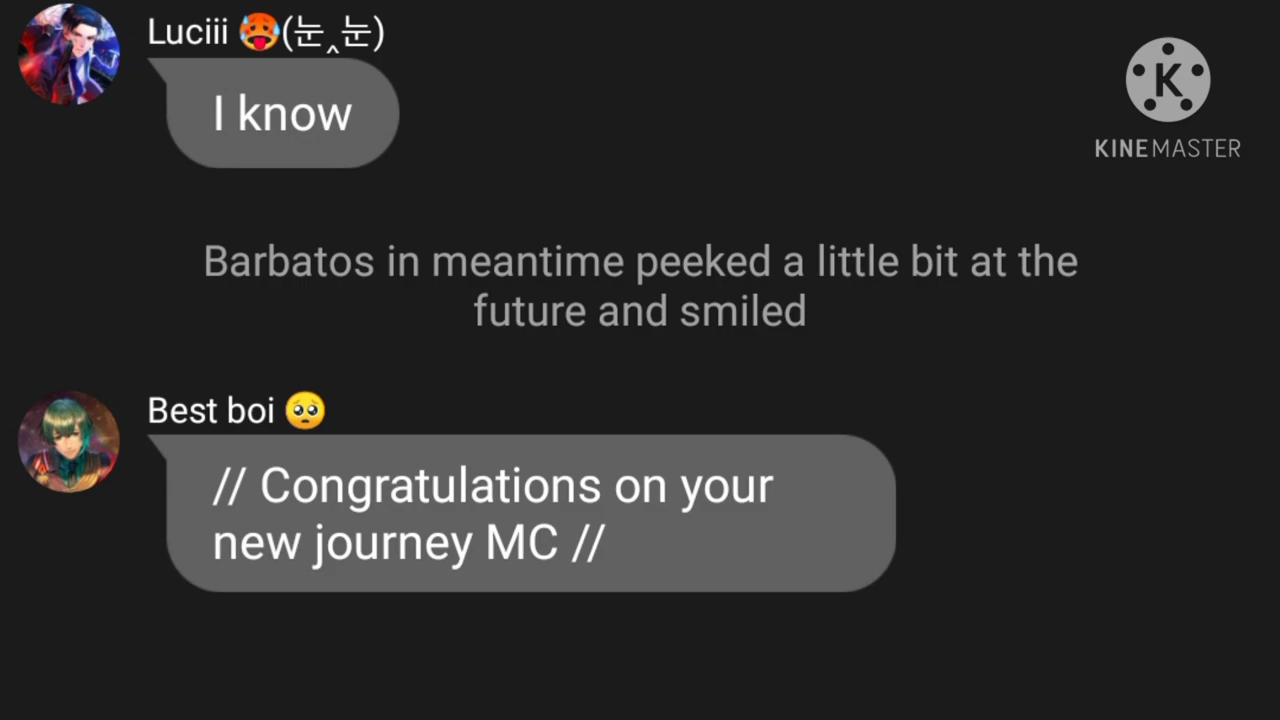 Luciii 🥵(눈‸눈)
I know
K
KINEMASTER
Barbatos in meantime peeked a little bit at the
future and smiled
Best boi 🥺
// Congratulations on your
new journey MC //